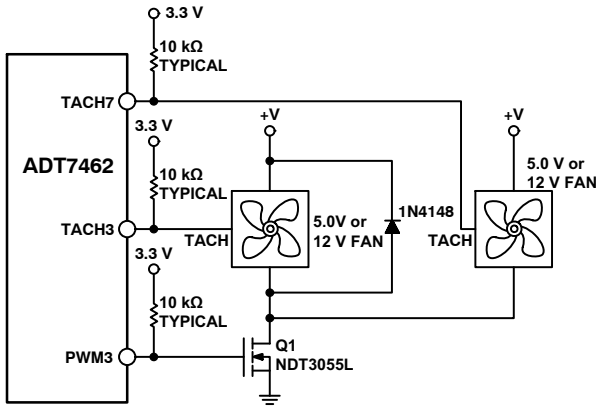 3.3 V
10 kΩ
TYPICAL
TACH7
3.3 V
+V
+V
ADT7462
10 kΩ
TYPICAL
5.0 V or
12 V FAN
1N4148
TACH3
TACH
5.0V or
12 V FAN
TACH
3.3 V
10 kΩ
TYPICAL
Q1
NDT3055L
PWM3